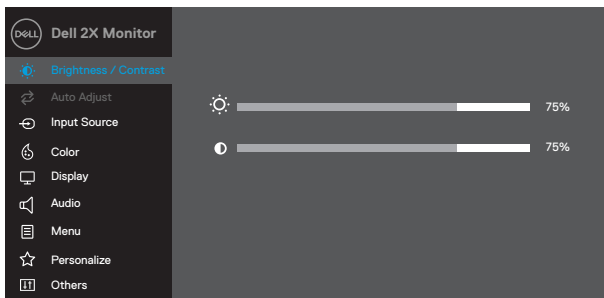 DELL Dell 2X Monitor
Brightness / Contrast
Auto Adjust
75%
Input Source
75%
Color
Display
Audio
Menu
Personalize
Others